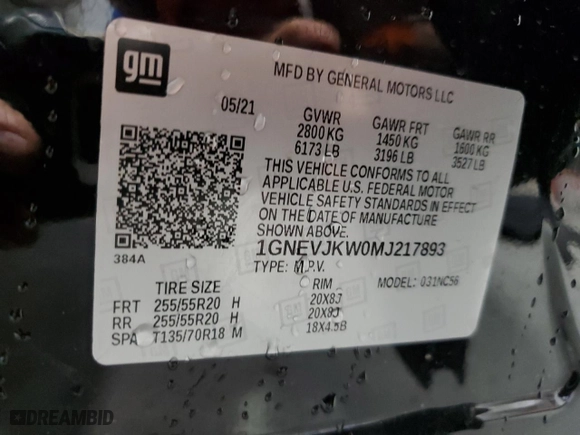 gm
MFD BY GENERAL MOTORS LLC
05/21
GVWR GAWR FRT GAWR RR
2800 KG 1450 KG 1600 KG
6173 LB 3196 LB 3527 LB
THIS VEHICLE CONFORMS TO ALL
APPLICABLE U.S. FEDERAL MOTOR
VEHICLE SAFETY STANDARDS IN EFFECT
ON THE DATE OF MANUFACTURE
SHOWN ABOVE.
1GNEVJKW0MJ217893
TYPE: M.P.V. MODEL: 031NC56
384A
TIRE SIZE RIM
FRT 255/55R20 H 20X8J
RR 255/55R20 H 20X8J
SPA T135/70R18 M 18X4.5B
DREAMBID